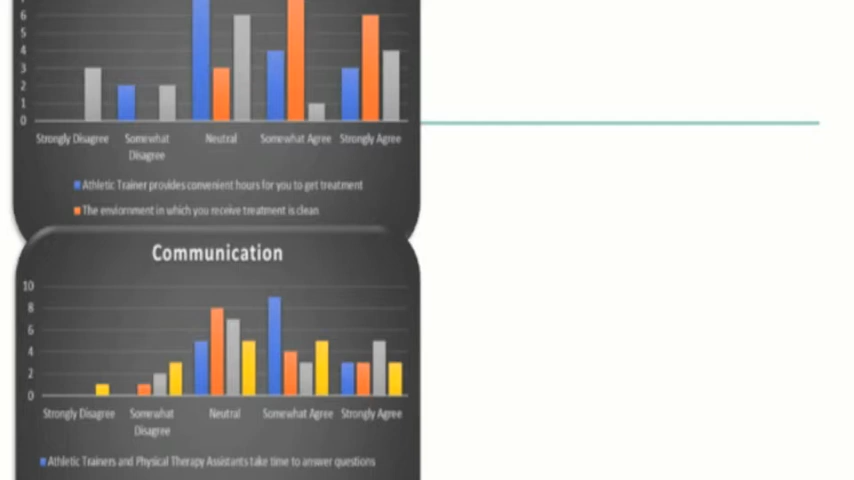 6
5
4
3
2
1
0
Strongly Disagree Somewhat Disagree Neutral Somewhat Agree Strongly Agree
Athletic Trainer provides convenient hours for you to get treatment
The enviornment in which you receive treatment is clean
Communication
10
8
6
4
2
0
Strongly Disagree Somewhat Disagree Neutral Somewhat Agree Strongly Agree
Athletic Trainers and Physical Therapy Assistants take time to answer questions